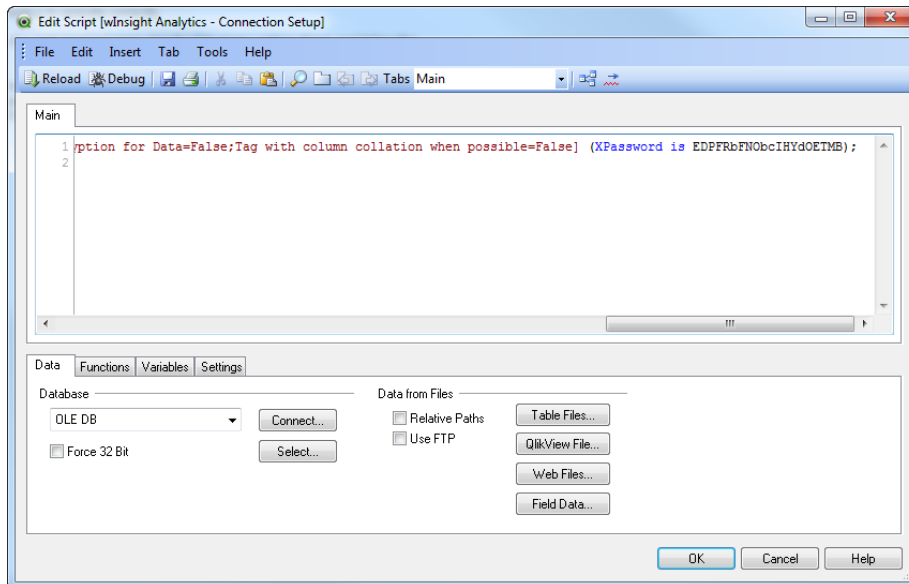 Edit Script [wInsight Analytics - Connection Setup]
File Edit Insert Tab Tools Help
Reload Debug Tabs Main
Main
1 ryption for Data=False;Tag with column collation when possible=False] (XPassword is EDPFRbFNObcIHYdOETMB);
2
Data Functions Variables Settings
Database Data from Files
OLE DB Connect... Relative Paths Table Files...
Force 32 Bit Select... Use FTP QlikView File...
Web Files...
Field Data...
OK Cancel Help